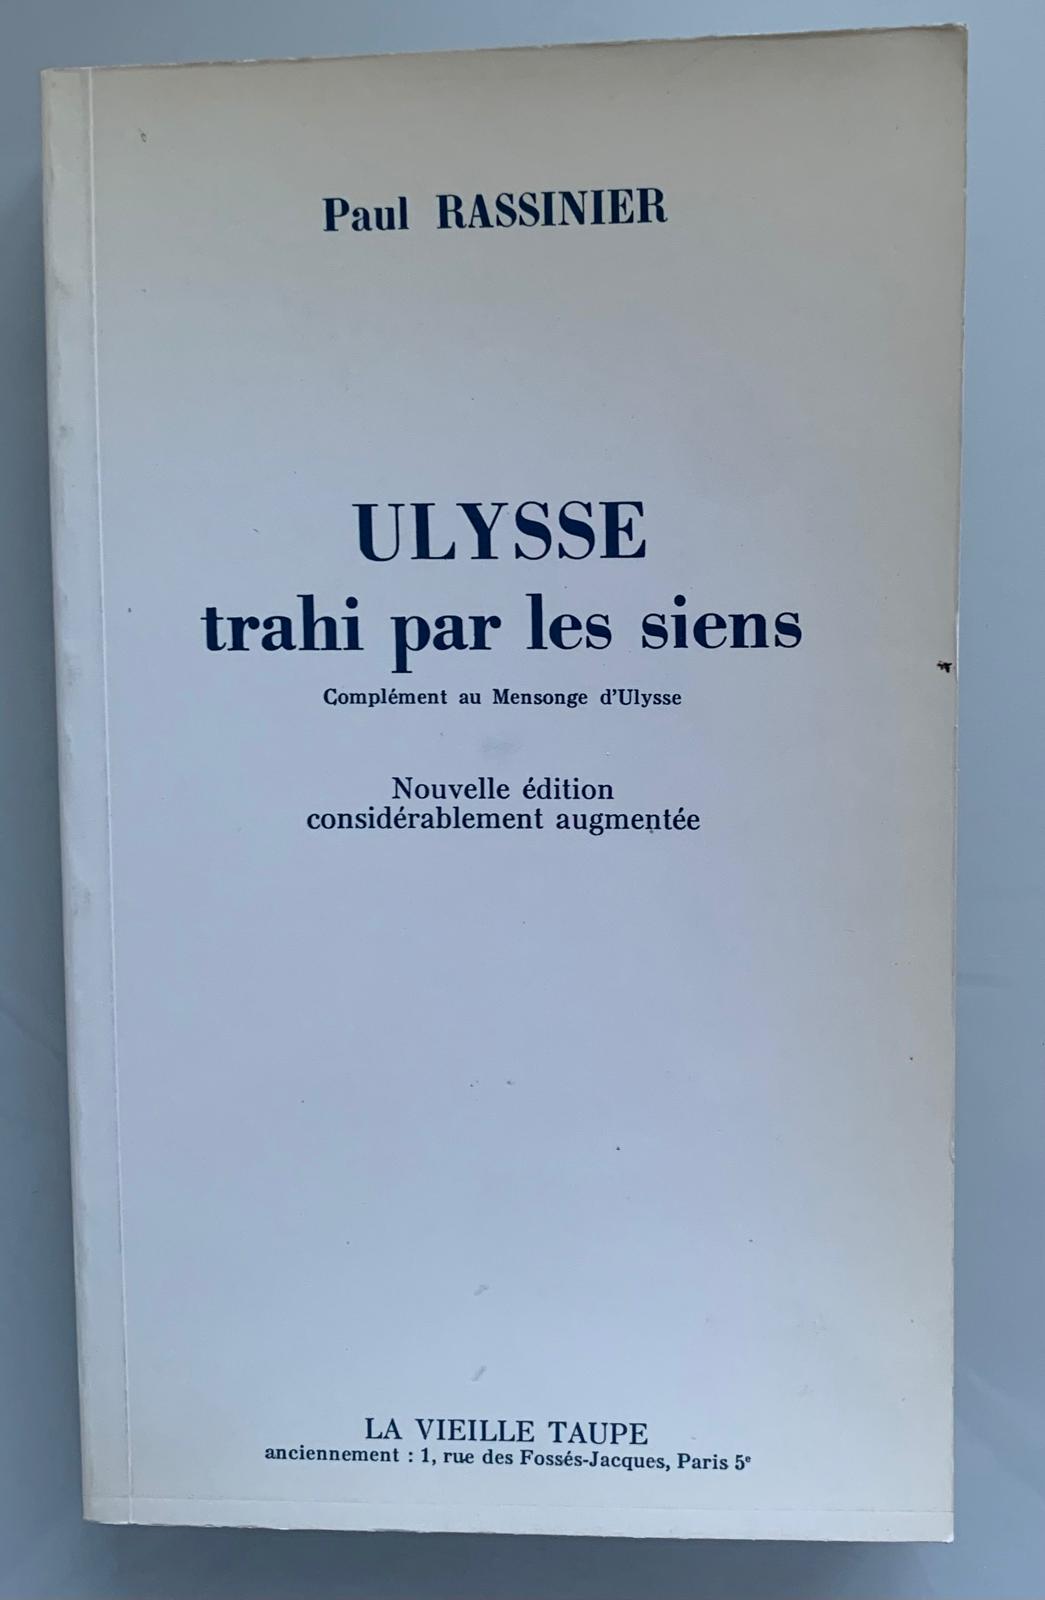 Paul RASSINIER
ULYSSE
trahi par les siens
Complément au Mensonge d'Ulysse
Nouvelle édition
considérablement augmentée
LA VIEILLE TAUPE
anciennement : 1, rue des Fossés-Jacques, Paris 5ᵉ